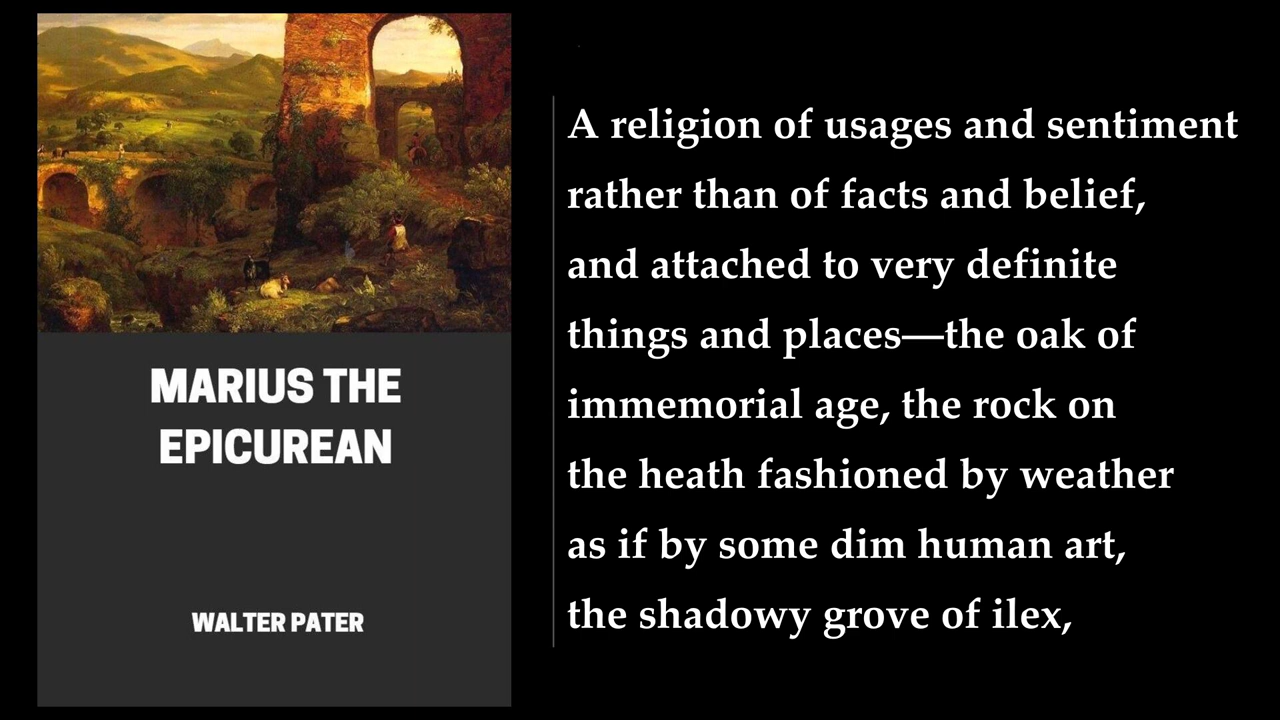 MARIUS THE
EPICUREAN
WALTER PATER
A religion of usages and sentiment
rather than of facts and belief,
and attached to very definite
things and places—the oak of
immemorial age, the rock on
the heath fashioned by weather
as if by some dim human art,
the shadowy grove of ilex,